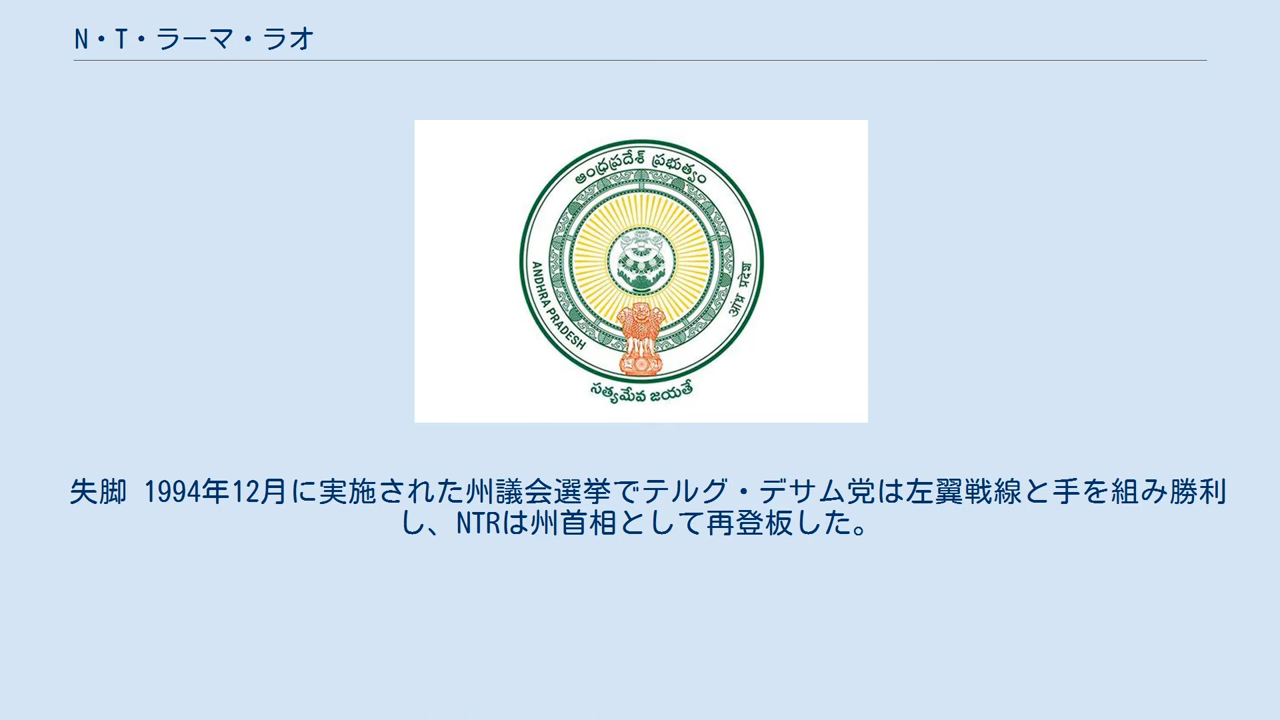 N・T・ラーマ・ラオ
ఆంధ్రప్రదేశ్ ప్రభుత్వం
ANDHRA PRADESH
आंध्र प्रदेश
సత్యమేవ జయతే
失脚 1994年12月に実施された州議会選挙でテルグ・デサム党は左翼戦線と手を組み勝利
し、NTRは州首相として再登板した。